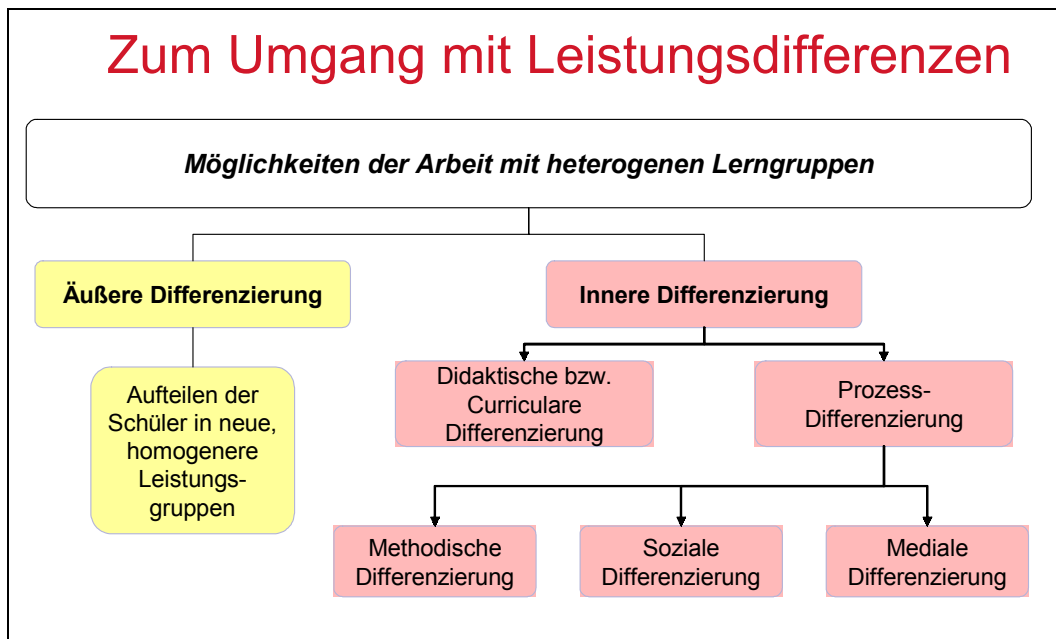 Zum Umgang mit Leistungsdifferenzen
Möglichkeiten der Arbeit mit heterogenen Lerngruppen
Äußere Differenzierung
Innere Differenzierung
Aufteilen der
Schüler in neue,
homogenere
Leistungs-
gruppen
Didaktische bzw.
Curriculare
Differenzierung
Prozess-
Differenzierung
Methodische
Differenzierung
Soziale
Differenzierung
Mediale
Differenzierung